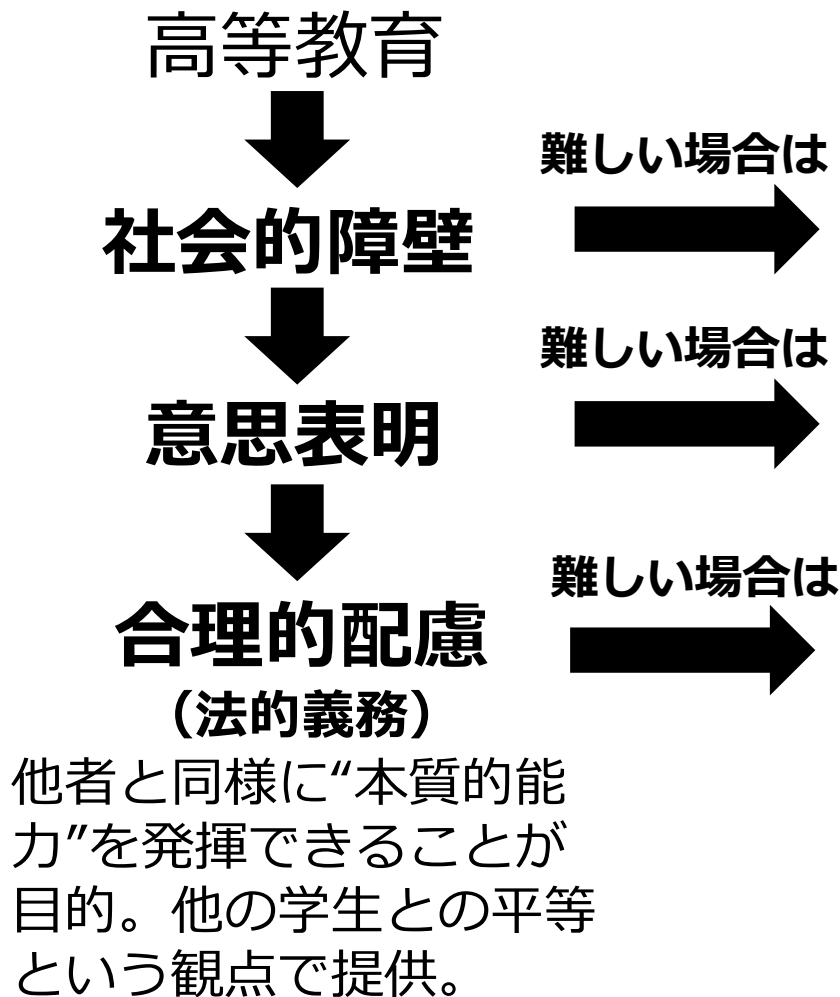 高等教育
難しい場合は
社会的障壁
難しい場合は
意思表明
難しい場合は
合理的配慮
（法的義務）
他者と同様に“本質的能
力”を発揮できることが
目的。他の学生との平等
という観点で提供。